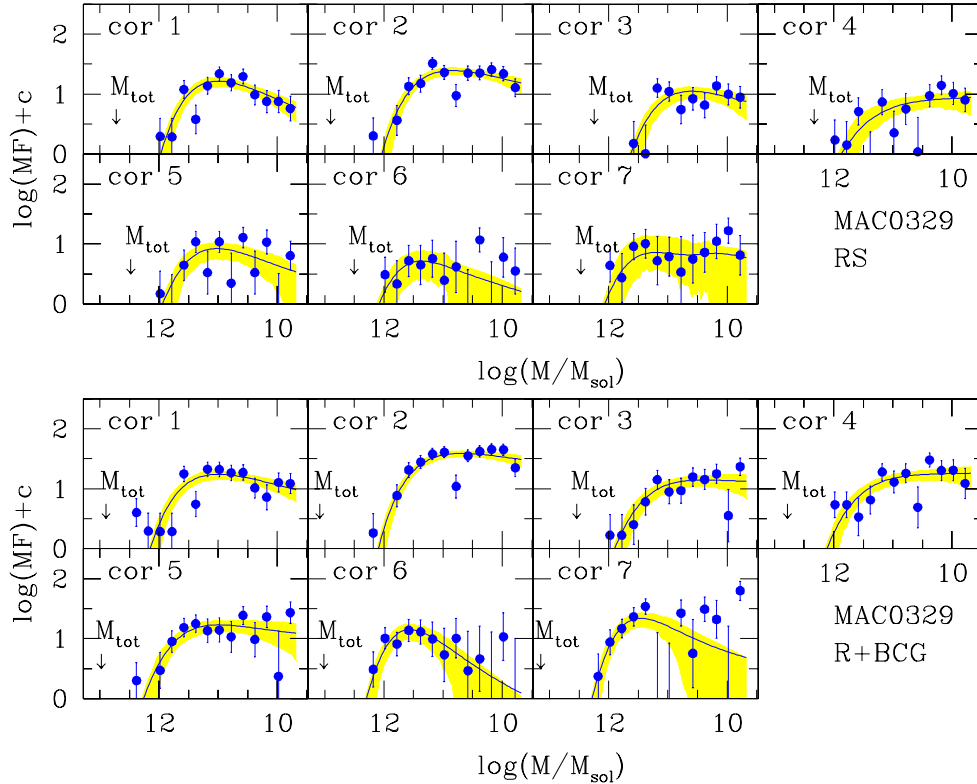 cor 1 cor 2 cor 3 cor 4
2
M_tot M_tot M_tot M_tot
↓ ↓ ↓ ↓
1
0
12 10
cor 5 cor 6 cor 7
2
M_tot M_tot M_tot
↓ ↓ ↓
1
0
12 10 12 10 12 10
log(MF)+c
log(M/M_sol)
MAC0329
RS
cor 1 cor 2 cor 3 cor 4
2
M_tot M_tot M_tot M_tot
↓ ↓ ↓ ↓
1
0
12 10
cor 5 cor 6 cor 7
2
M_tot M_tot M_tot
↓ ↓ ↓
1
0
12 10 12 10 12 10
log(MF)+c
log(M/M_sol)
MAC0329
R+BCG